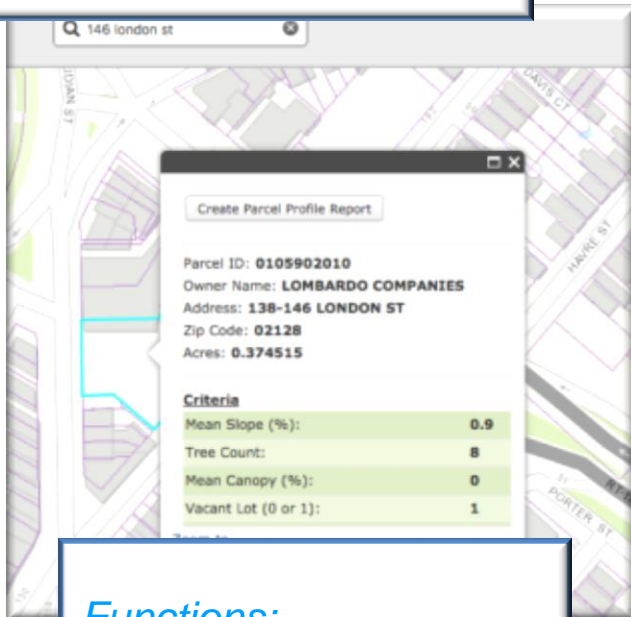 146 london st
DAVIS CT
HAVRE ST
Create Parcel Profile Report
Parcel ID: 0105902010
Owner Name: LOMBARDO COMPANIES
Address: 138-146 LONDON ST
Zip Code: 02128
Acres: 0.374515
Criteria
Mean Slope (%): 0.9
Tree Count: 8
Mean Canopy (%): 0
Vacant Lot (0 or 1): 1
PORTER ST
Functions: